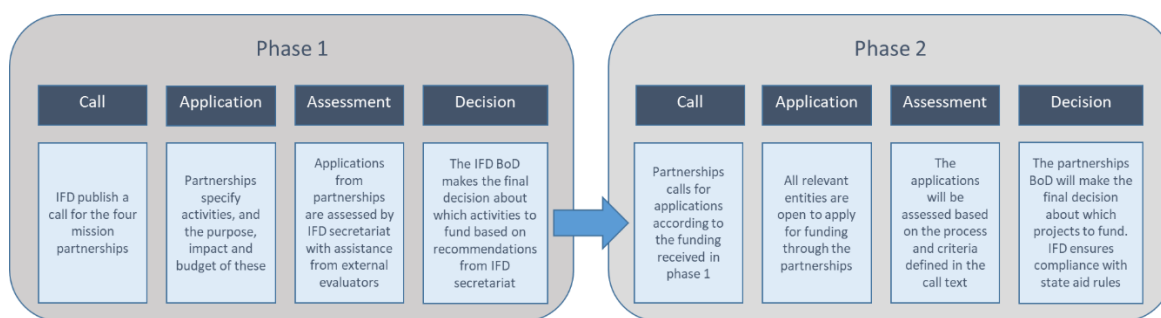 Phase 1
Call
Application
Assessment
Decision
IFD publish a
call for the four
mission
partnerships
Partnerships
specify
activities, and
the purpose,
impact and
budget of these
Applications
from
partnerships
are assessed by
IFD secretariat
with assistance
from external
evaluators
The IFD BoD
makes the final
decision about
which activities to
fund based on
recommendations
from IFD
secretariat
Phase 2
Call
Application
Assessment
Decision
Partnerships
calls for
applications
according to
the funding
received in
phase 1
All relevant
entities are
open to apply
for funding
through the
partnerships
The
applications
will be
assessed based
on the process
and criteria
defined in the
call text
The partnerships
BoD will make the
final decision
about which
projects to fund.
IFD ensures
compliance with
state aid rules